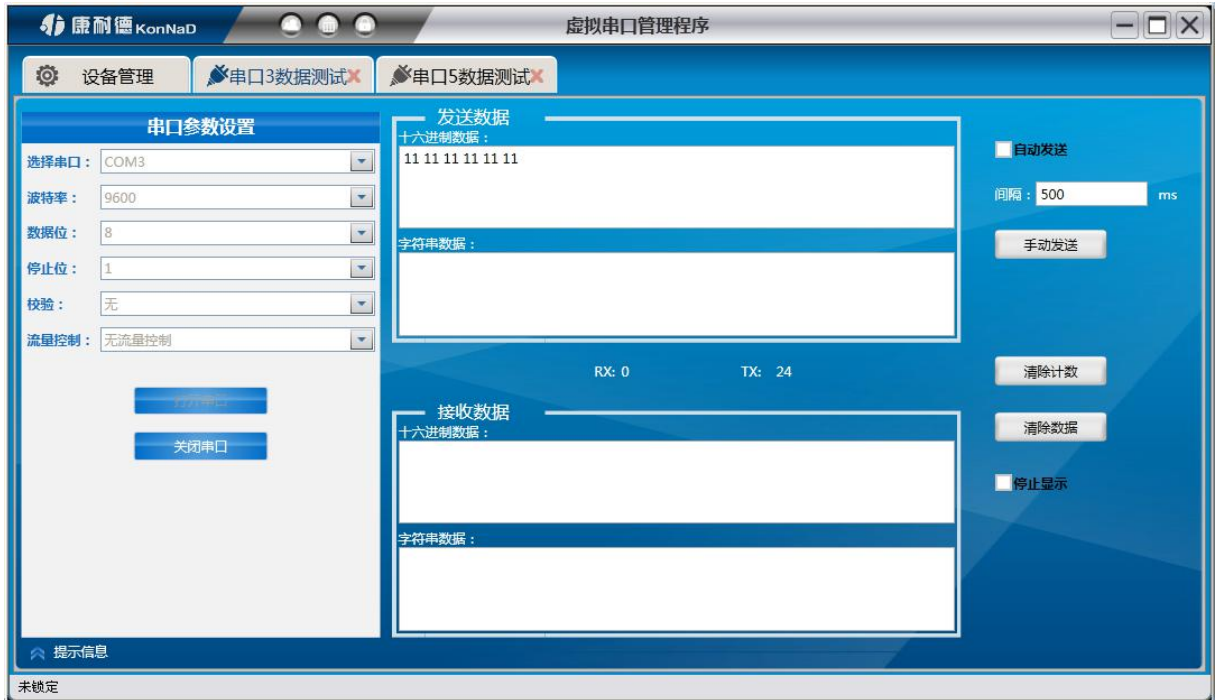 康耐德 KonNaD
虚拟串口管理程序
设备管理
串口3数据测试
串口5数据测试
串口参数设置
选择串口： COM3
波特率： 9600
数据位： 8
停止位： 1
校验： 无
流量控制： 无流量控制
打开串口
关闭串口
发送数据
十六进制数据：
11 11 11 11 11 11
字符串数据：
RX: 0 TX: 24
接收数据
十六进制数据：
字符串数据：
自动发送
间隔： 500 ms
手动发送
清除计数
清除数据
停止显示
提示信息
未锁定